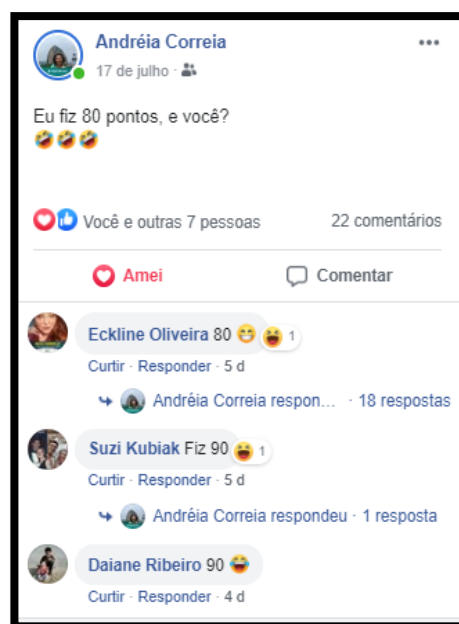 Andréia Correia
17 de julho ·
Eu fiz 80 pontos, e você?
🤣🤣🤣
Você e outras 7 pessoas 22 comentários
Amei Comentar
Eckline Oliveira 80 😁 1
Curtir · Responder · 5 d
Andréia Correia respon... · 18 respostas
Suzi Kubiak Fiz 90 1
Curtir · Responder · 5 d
Andréia Correia respondeu · 1 resposta
Daiane Ribeiro 90 😂
Curtir · Responder · 4 d